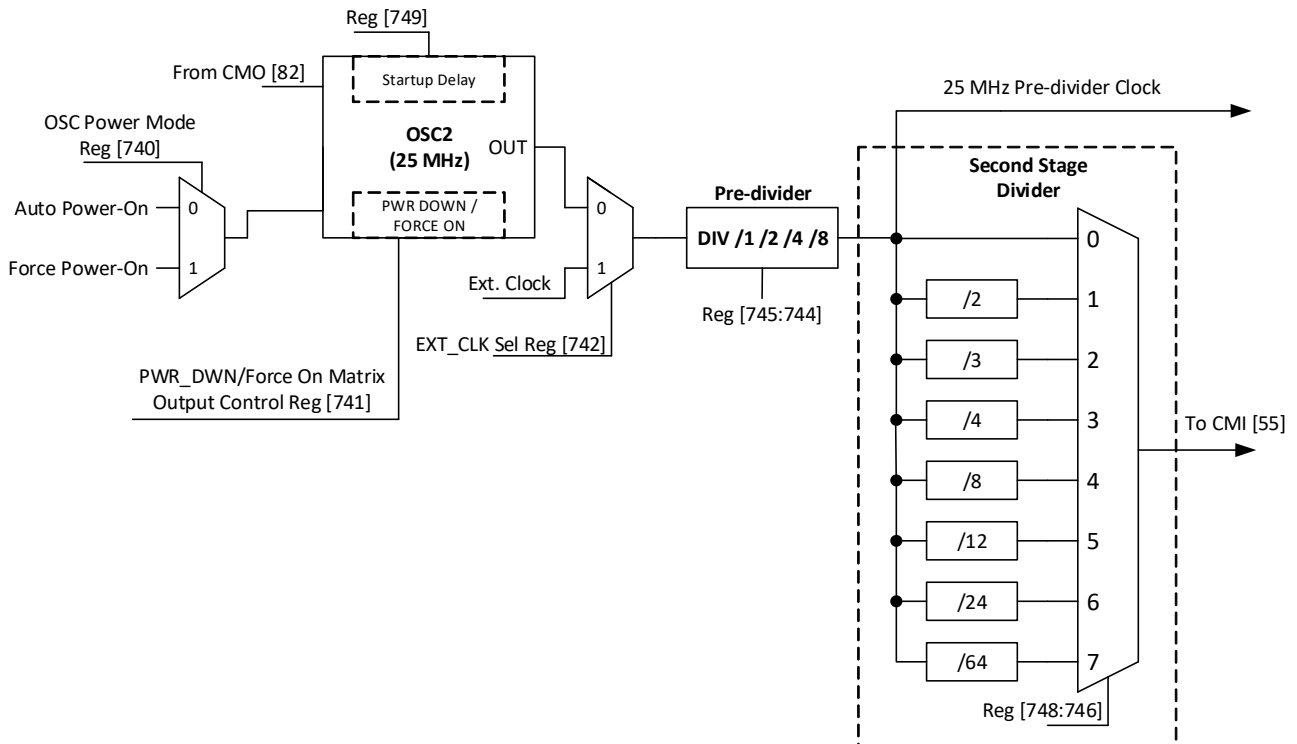 Reg [749]
From CMO [82]
Startup Delay
25 MHz Pre-divider Clock
OSC Power Mode
Reg [740]
OSC2
(25 MHz)
OUT
Second Stage
Divider
Auto Power-On
0
PWR DOWN /
FORCE ON
0
Pre-divider
DIV /1 /2 /4 /8
0
Force Power-On
1
Ext. Clock
1
Reg [745:744]
/2
1
EXT_CLK Sel Reg [742]
/3
2
PWR_DWN/Force On Matrix
Output Control Reg [741]
/4
3
To CMI [55]
/8
4
/12
5
/24
6
/64
7
Reg [748:746]